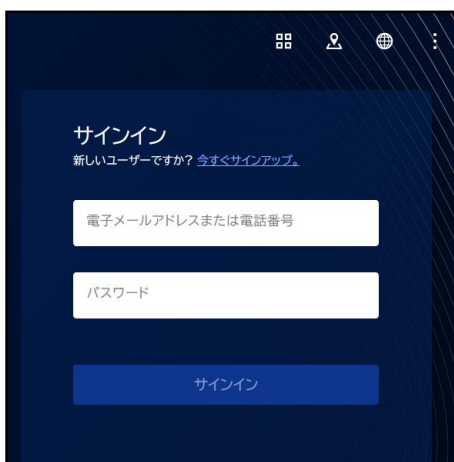 サインイン
新しいユーザーですか? 今すぐサインアップ。
電子メールアドレスまたは電話番号
パスワード
サインイン